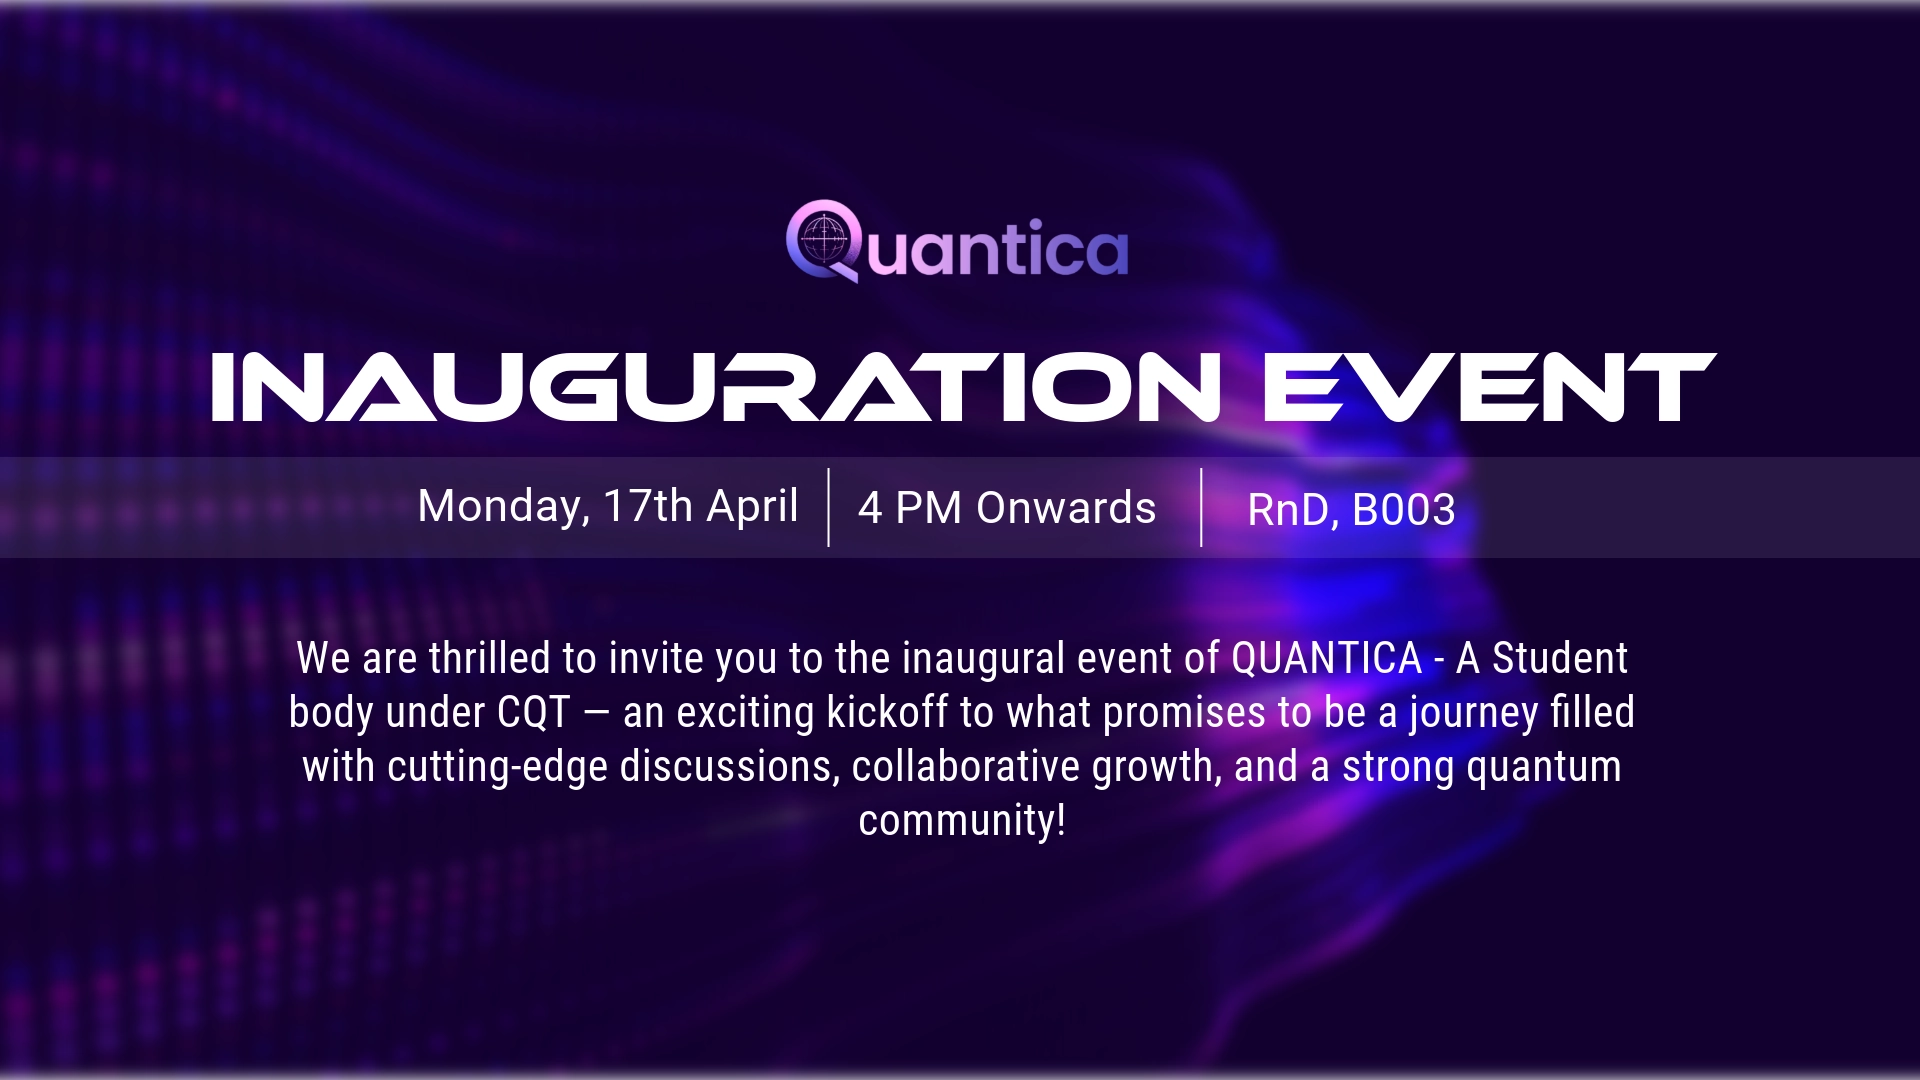 Quantica
INAUGURATION EVENT
Monday, 17th April
4 PM Onwards
RnD, B003
We are thrilled to invite you to the inaugural event of QUANTICA - A Student
body under CQT — an exciting kickoff to what promises to be a journey filled
with cutting-edge discussions, collaborative growth, and a strong quantum
community!